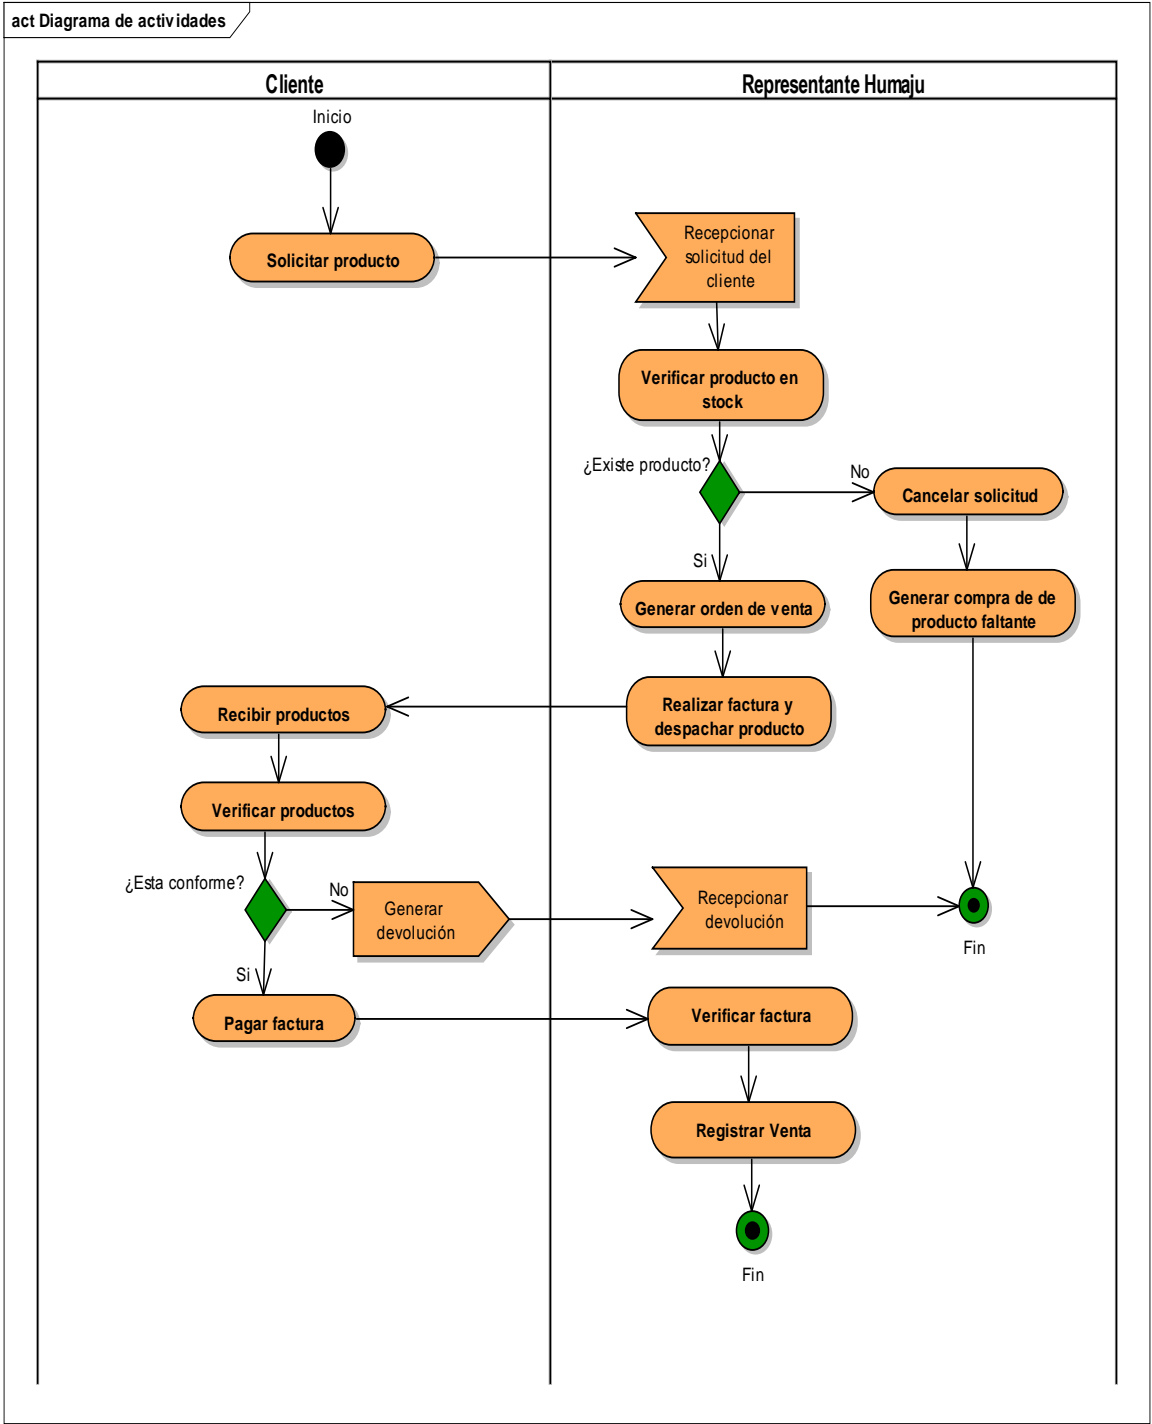 act Diagrama de actividades
Cliente
Representante Humaju
Inicio
Solicitar producto
Recepcionar
solicitud del
cliente
Verificar producto en
stock
¿Existe producto?
No
Cancelar solicitud
Si
Generar orden de venta
Generar compra de de
producto faltante
Realizar factura y
despachar producto
Recibir productos
Verificar productos
¿Esta conforme?
No
Generar
devolución
Recepcionar
devolución
Fin
Si
Pagar factura
Verificar factura
Registrar Venta
Fin